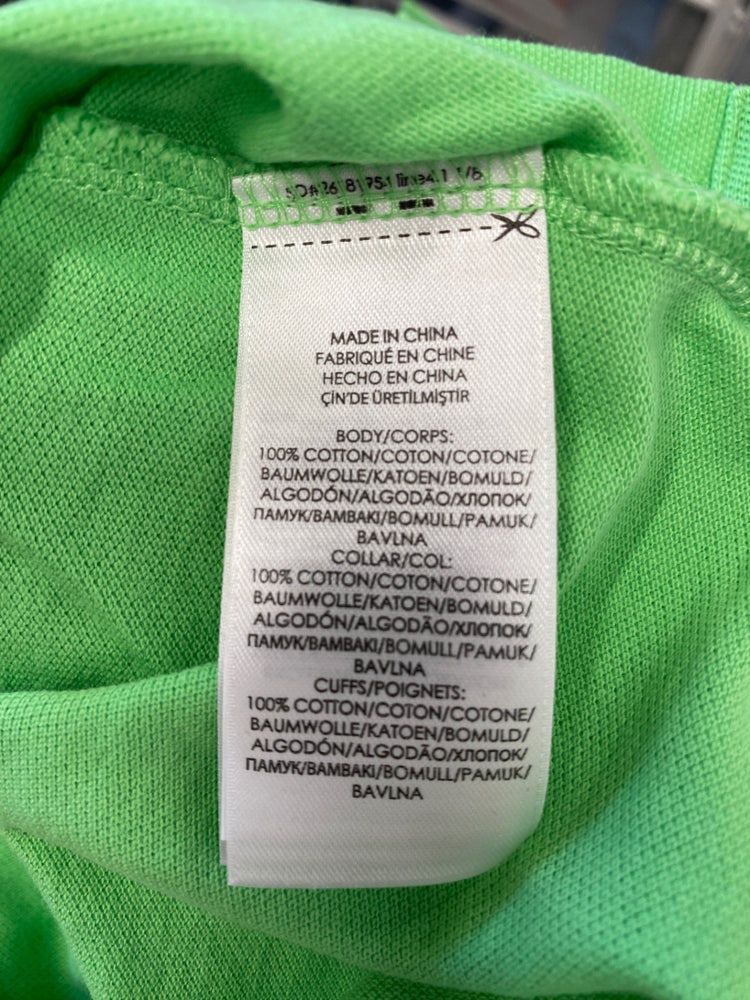 MADE IN CHINA
FABRIQUÉ EN CHINE
HECHO EN CHINA
ÇİN'DE ÜRETİLMİŞTİR
BODY/CORPS:
100% COTTON/COTON/COTONE/
BAUMWOLLE/KATOEN/BOMULD/
ALGODÓN/ALGODÃO/ХЛОПОК/
ПАМУК/ΒΑΜΒΑΚΙ/BOMULL/PAMUK/
BAVLNA
COLLAR/COL:
100% COTTON/COTON/COTONE/
BAUMWOLLE/KATOEN/BOMULD/
ALGODÓN/ALGODÃO/ХЛОПОК/
ПАМУК/ΒΑΜΒΑΚΙ/BOMULL/PAMUK/
BAVLNA
CUFFS/POIGNETS:
100% COTTON/COTON/COTONE/
BAUMWOLLE/KATOEN/BOMULD/
ALGODÓN/ALGODÃO/ХЛОПОК/
ПАМУК/ΒΑΜΒΑΚΙ/BOMULL/PAMUK/
BAVLNA